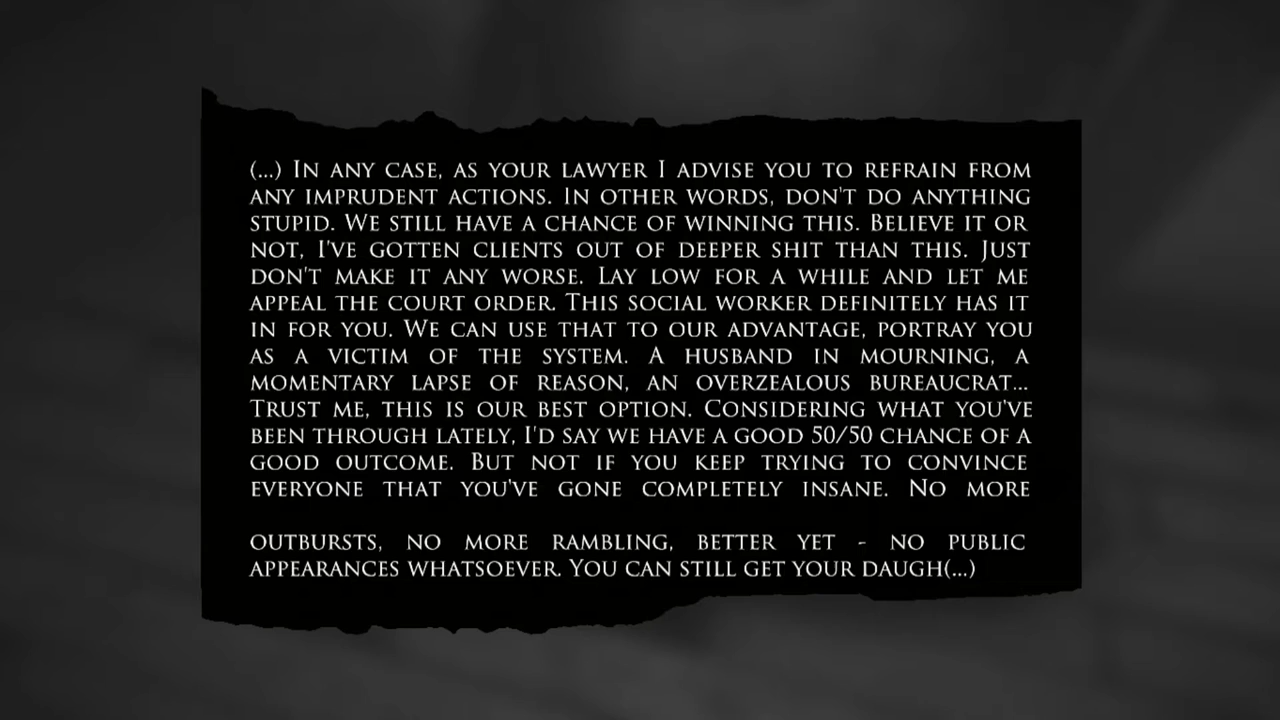 (...) In any case, as your lawyer I advise you to refrain from
any imprudent actions. In other words, don't do anything
stupid. We still have a chance of winning this. Believe it or
not, I've gotten clients out of deeper shit than this. Just
don't make it any worse. Lay low for a while and let me
appeal the court order. This social worker definitely has it
in for you. We can use that to our advantage, portray you
as a victim of the system. A husband in mourning, a
momentary lapse of reason, an overzealous bureaucrat...
Trust me, this is our best option. Considering what you've
been through lately, I'd say we have a good 50/50 chance of a
good outcome. But not if you keep trying to convince
everyone that you've gone completely insane. No more
outbursts, no more rambling, better yet - no public
appearances whatsoever. You can still get your daugh(...)